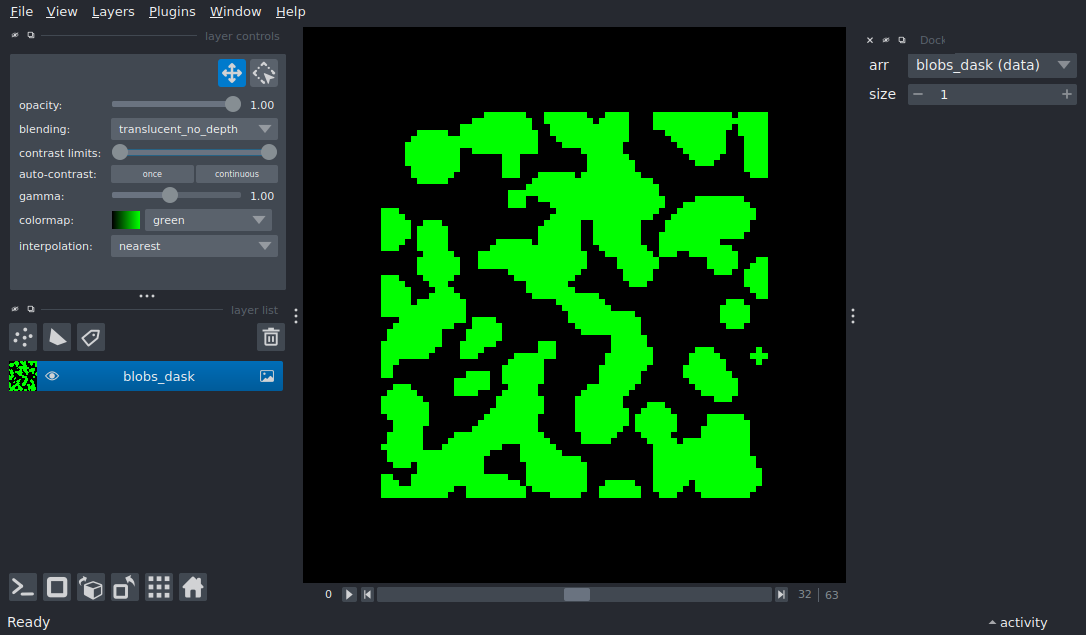 File View Layers Plugins Window Help
layer controls
opacity: 1.00
blending: translucent_no_depth
contrast limits:
auto-contrast: once continuous
gamma: 1.00
colormap: green
interpolation: nearest
layer list
blobs_dask
0 32 63
Dock
arr blobs_dask (data)
size 1
Ready
activity